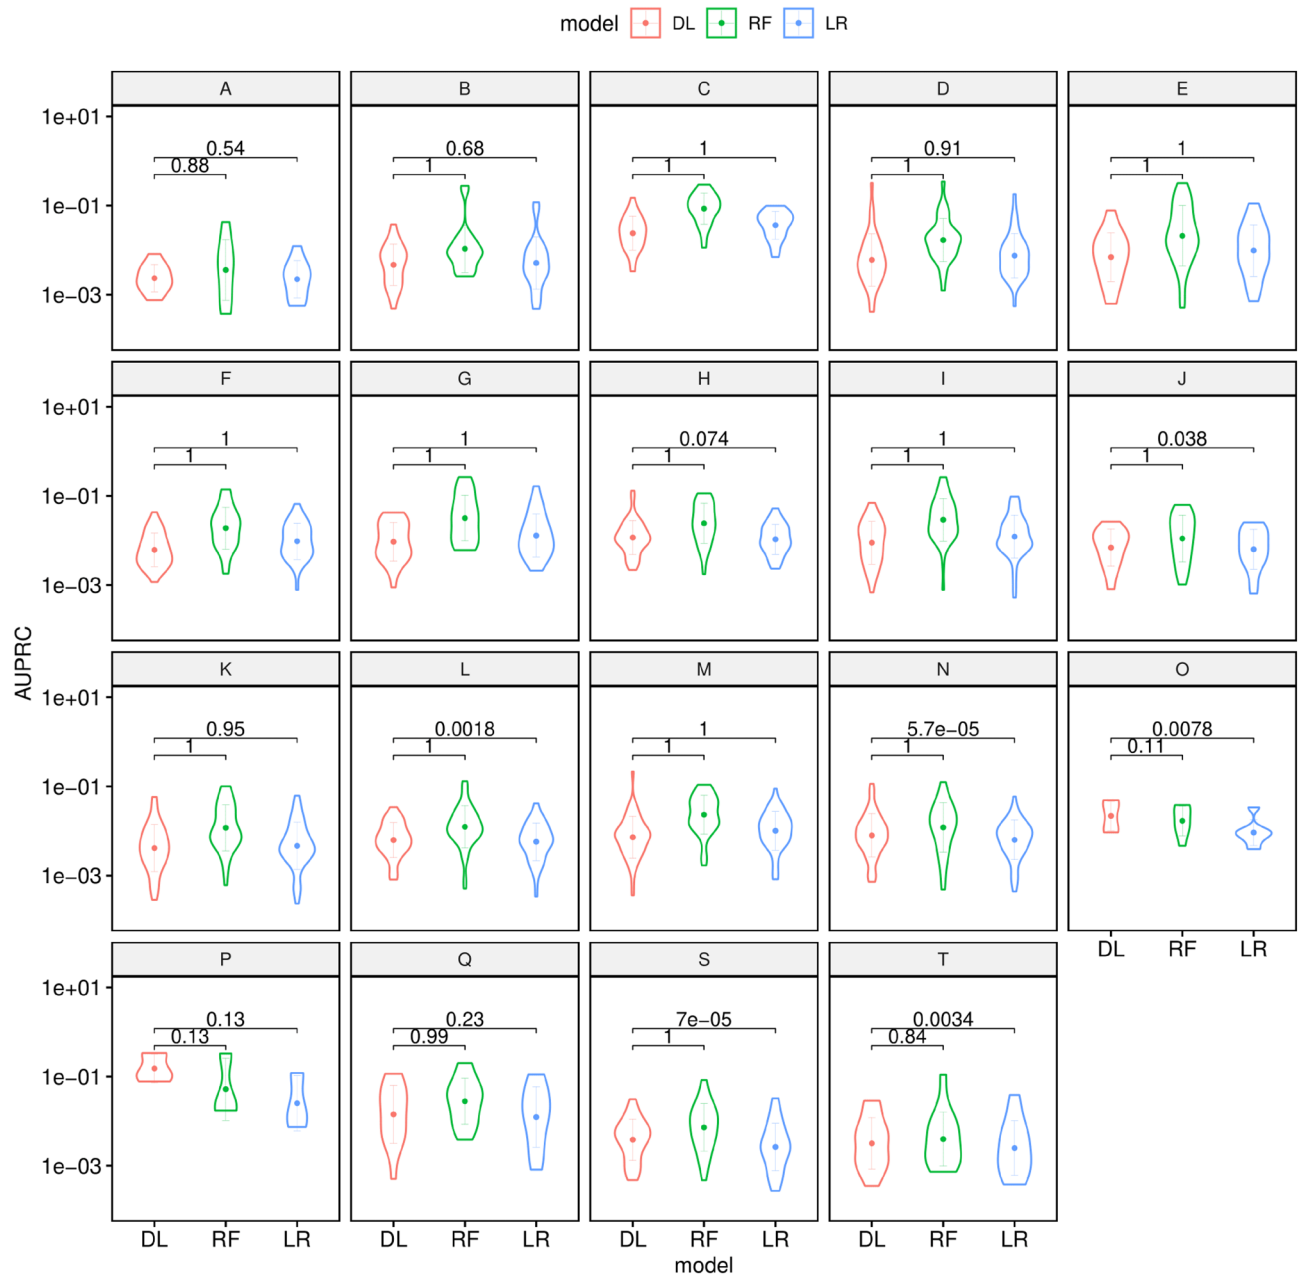 model DL RF LR
A B C D E
1e+01
1e−01
1e−03
0.54
0.88
0.68
1
1
1
0.91
1
1
1
F G H I J
1e+01
1e−01
1e−03
1
1
1
1
0.074
1
1
1
0.038
1
AUPRC
K L M N O
1e+01
1e−01
1e−03
0.95
1
0.0018
1
1
1
5.7e−05
1
0.0078
0.11
DL RF LR
P Q S T
1e+01
1e−01
1e−03
0.13
0.13
0.23
0.99
7e−05
1
0.0034
0.84
DL RF LR DL RF LR DL RF LR DL RF LR
model